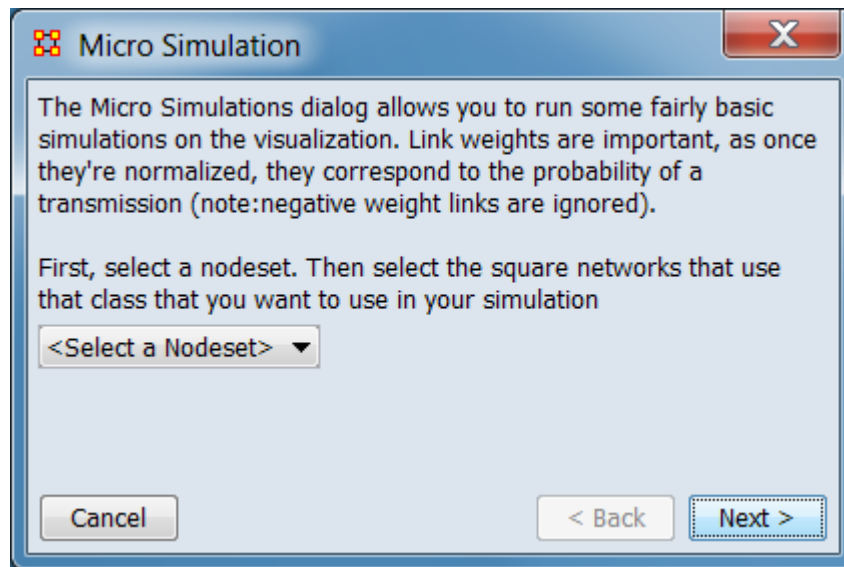 Micro Simulation
X
The Micro Simulations dialog allows you to run some fairly basic
simulations on the visualization. Link weights are important, as once
they're normalized, they correspond to the probability of a
transmission (note:negative weight links are ignored).
First, select a nodeset. Then select the square networks that use
that class that you want to use in your simulation
<Select a Nodeset>
Cancel
< Back
Next >